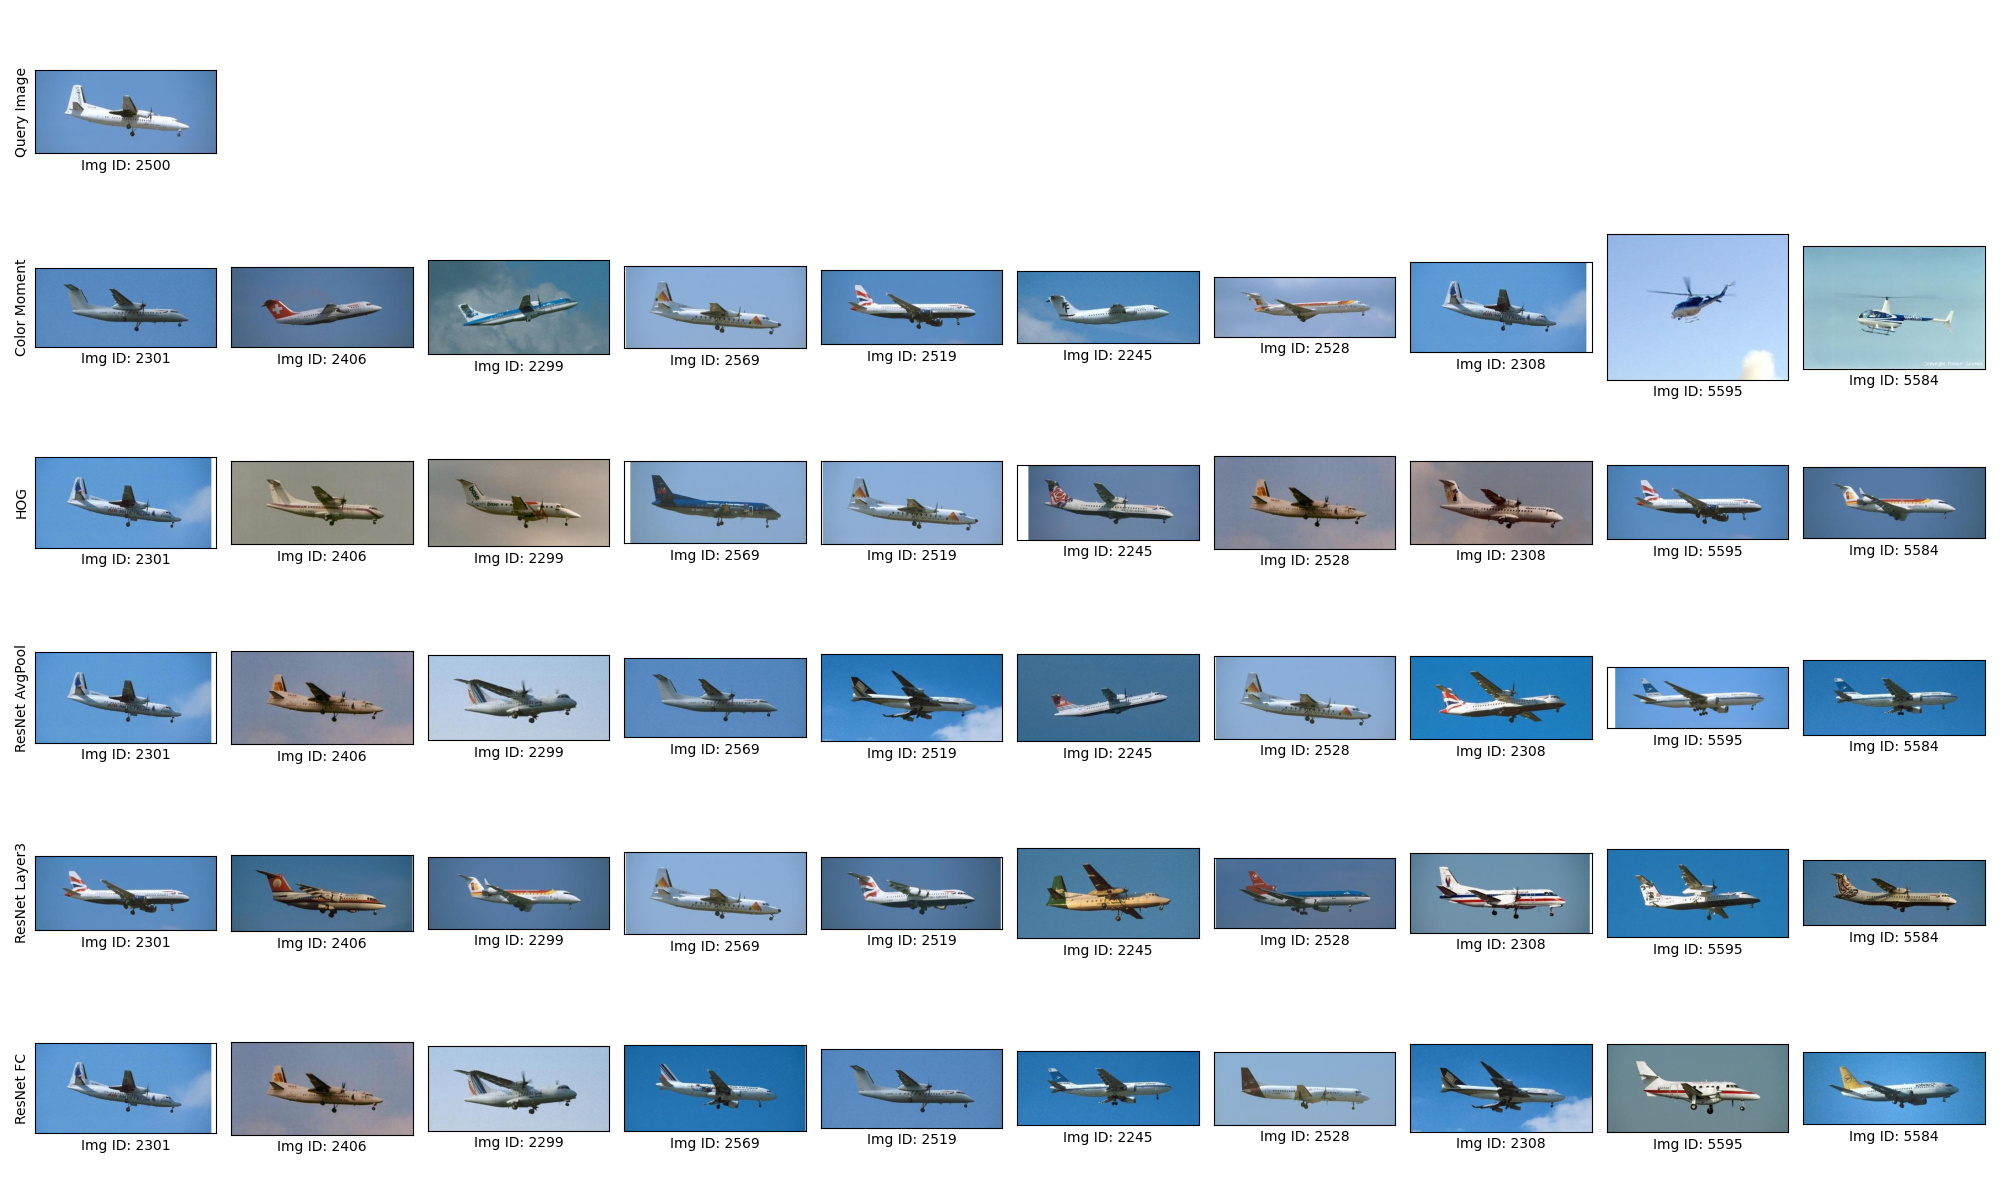 Query Image
Img ID: 2500
Color Moment
Img ID: 2301
Img ID: 2406
Img ID: 2299
Img ID: 2569
Img ID: 2519
Img ID: 2245
Img ID: 2528
Img ID: 2308
Img ID: 5595
Img ID: 5584
HOG
Img ID: 2301
Img ID: 2406
Img ID: 2299
Img ID: 2569
Img ID: 2519
Img ID: 2245
Img ID: 2528
Img ID: 2308
Img ID: 5595
Img ID: 5584
ResNet AvgPool
Img ID: 2301
Img ID: 2406
Img ID: 2299
Img ID: 2569
Img ID: 2519
Img ID: 2245
Img ID: 2528
Img ID: 2308
Img ID: 5595
Img ID: 5584
ResNet Layer3
Img ID: 2301
Img ID: 2406
Img ID: 2299
Img ID: 2569
Img ID: 2519
Img ID: 2245
Img ID: 2528
Img ID: 2308
Img ID: 5595
Img ID: 5584
ResNet FC
Img ID: 2301
Img ID: 2406
Img ID: 2299
Img ID: 2569
Img ID: 2519
Img ID: 2245
Img ID: 2528
Img ID: 2308
Img ID: 5595
Img ID: 5584